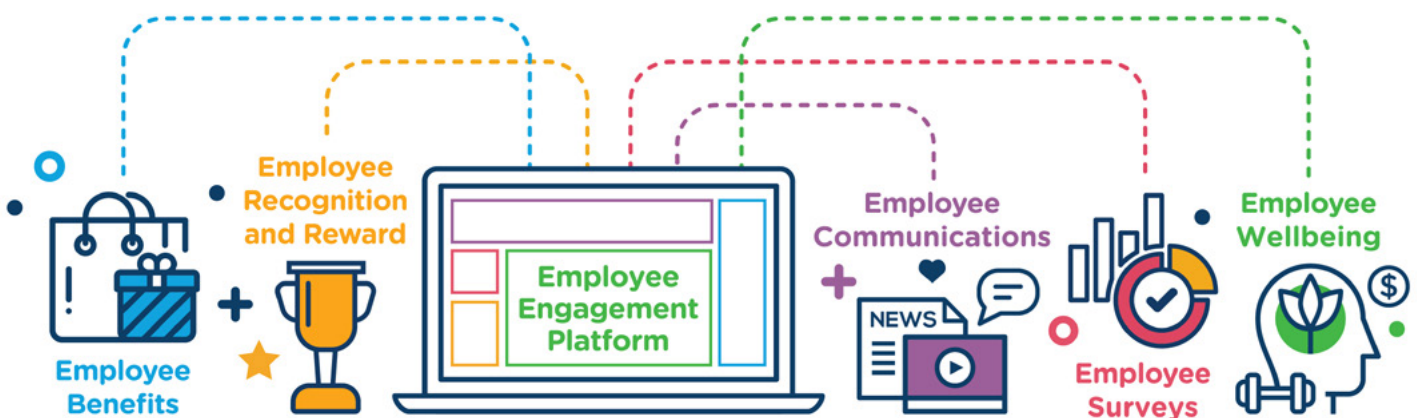 Employee
Benefits
Employee
Recognition
and Reward
Employee
Engagement
Platform
Employee
Communications
NEWS
Employee
Surveys
Employee
Wellbeing
$